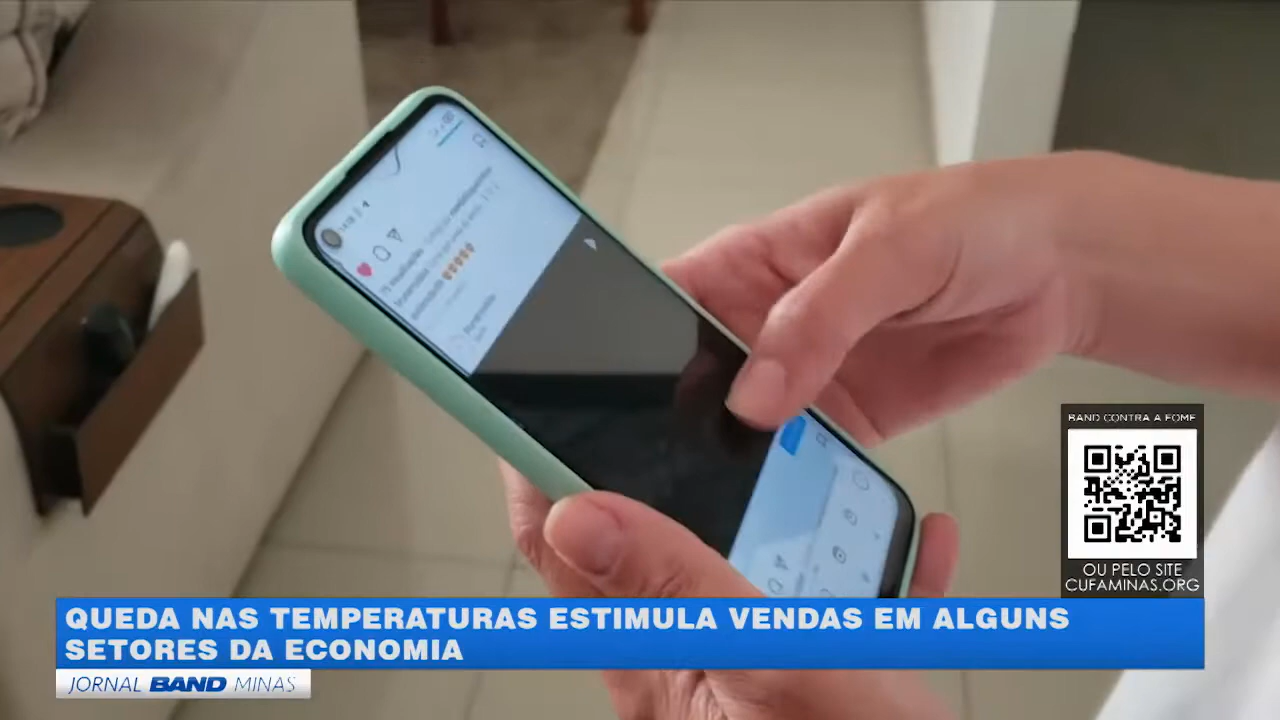 BAND CONTRA A FOME
OU PELO SITE
CUFAMINAS.ORG
QUEDA NAS TEMPERATURAS ESTIMULA VENDAS EM ALGUNS
SETORES DA ECONOMIA
JORNAL BAND MINAS